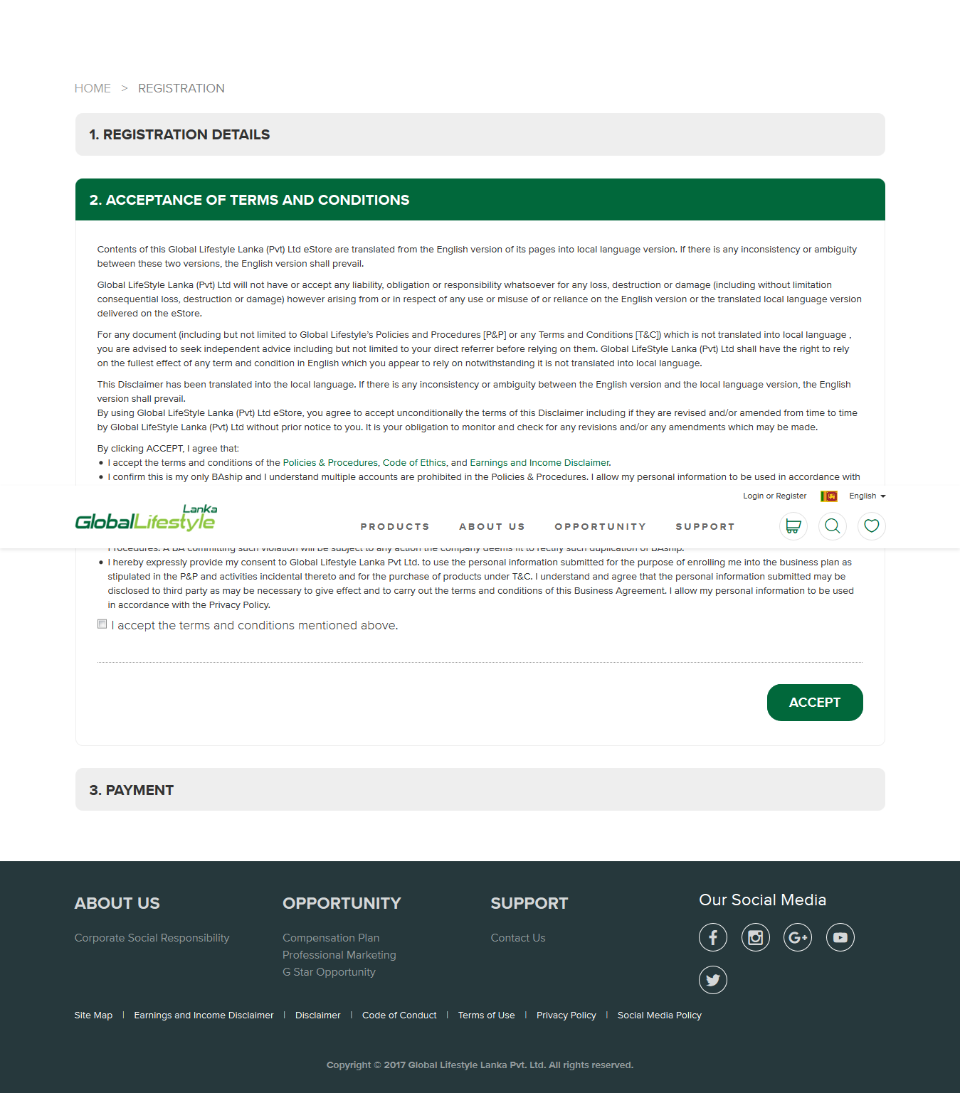 HOME > REGISTRATION
1. REGISTRATION DETAILS
2. ACCEPTANCE OF TERMS AND CONDITIONS
Contents of this Global Lifestyle Lanka (Pvt) Ltd eStore are translated from the English version of its pages into local language version. If there is any inconsistency or ambiguity
between these two versions, the English version shall prevail.
Global LifeStyle Lanka (Pvt) Ltd will not have or accept any liability, obligation or responsibility whatsoever for any loss, destruction or damage (including without limitation
consequential loss, destruction or damage) however arising from or in respect of any use or misuse of or reliance on the English version or the translated local language version
delivered on the eStore.
For any document (including but not limited to Global Lifestyle's Policies and Procedures [P&P] or any Terms and Conditions [T&C]) which is not translated into local language ,
you are advised to seek independent advice including but not limited to your direct referrer before relying on them. Global LifeStyle Lanka (Pvt) Ltd shall have the right to rely
on the fullest effect of any term and condition in English which you appear to rely on notwithstanding it is not translated into local language.
This Disclaimer has been translated into the local language. If there is any inconsistency or ambiguity between the English version and the local language version, the English
version shall prevail.
By using Global LifeStyle Lanka (Pvt) Ltd eStore, you agree to accept unconditionally the terms of this Disclaimer including if they are revised and/or amended from time to time
by Global LifeStyle Lanka (Pvt) Ltd without prior notice to you. It is your obligation to monitor and check for any revisions and/or any amendments which may be made.
By clicking ACCEPT, I agree that:
• I accept the terms and conditions of the Policies & Procedures, Code of Ethics, and Earnings and Income Disclaimer.
• I confirm this is my only BAship and I understand multiple accounts are prohibited in the Policies & Procedures. I allow my personal information to be used in accordance with
Login or Register English
Lanka
GlobalLifestyle
PRODUCTS ABOUT US OPPORTUNITY SUPPORT
Procedures. A BA committing such violation will be subject to any action the company deems fit to rectify such duplication of BAship.
• I hereby expressly provide my consent to Global Lifestyle Lanka Pvt Ltd. to use the personal information submitted for the purpose of enrolling me into the business plan as
stipulated in the P&P and activities incidental thereto and for the purchase of products under T&C. I understand and agree that the personal information submitted may be
disclosed to third party as may be necessary to give effect and to carry out the terms and conditions of this Business Agreement. I allow my personal information to be used
in accordance with the Privacy Policy.
I accept the terms and conditions mentioned above.
ACCEPT
3. PAYMENT
ABOUT US OPPORTUNITY SUPPORT Our Social Media
Corporate Social Responsibility Compensation Plan Contact Us
Professional Marketing
G Star Opportunity
Site Map | Earnings and Income Disclaimer | Disclaimer | Code of Conduct | Terms of Use | Privacy Policy | Social Media Policy
Copyright © 2017 Global Lifestyle Lanka Pvt. Ltd. All rights reserved.